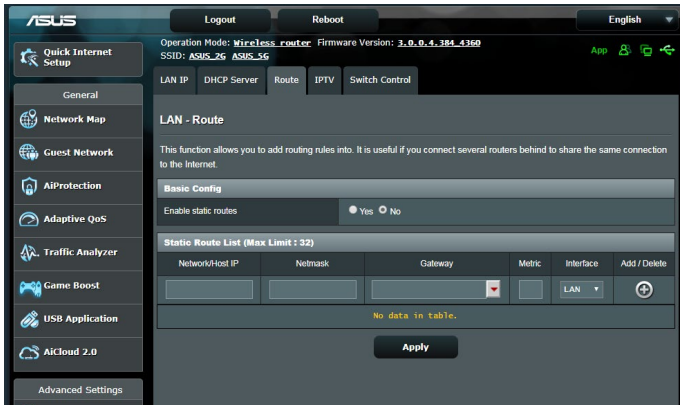 ASUS
Logout
Reboot
English
Quick Internet Setup
Operation Mode: Wireless router Firmware Version: 3.0.0.4.384_4360
SSID: ASUS_2G ASUS_5G
App
LAN IP
DHCP Server
Route
IPTV
Switch Control
General
Network Map
Guest Network
AiProtection
Adaptive QoS
Traffic Analyzer
Game Boost
USB Application
AiCloud 2.0
Advanced Settings
LAN - Route
This function allows you to add routing rules into. It is useful if you connect several routers behind to share the same connection
to the Internet.
Basic Config
Enable static routes
Yes No
Static Route List (Max Limit : 32)
Network/Host IP
Netmask
Gateway
Metric
Interface
Add / Delete
LAN
No data in table.
Apply